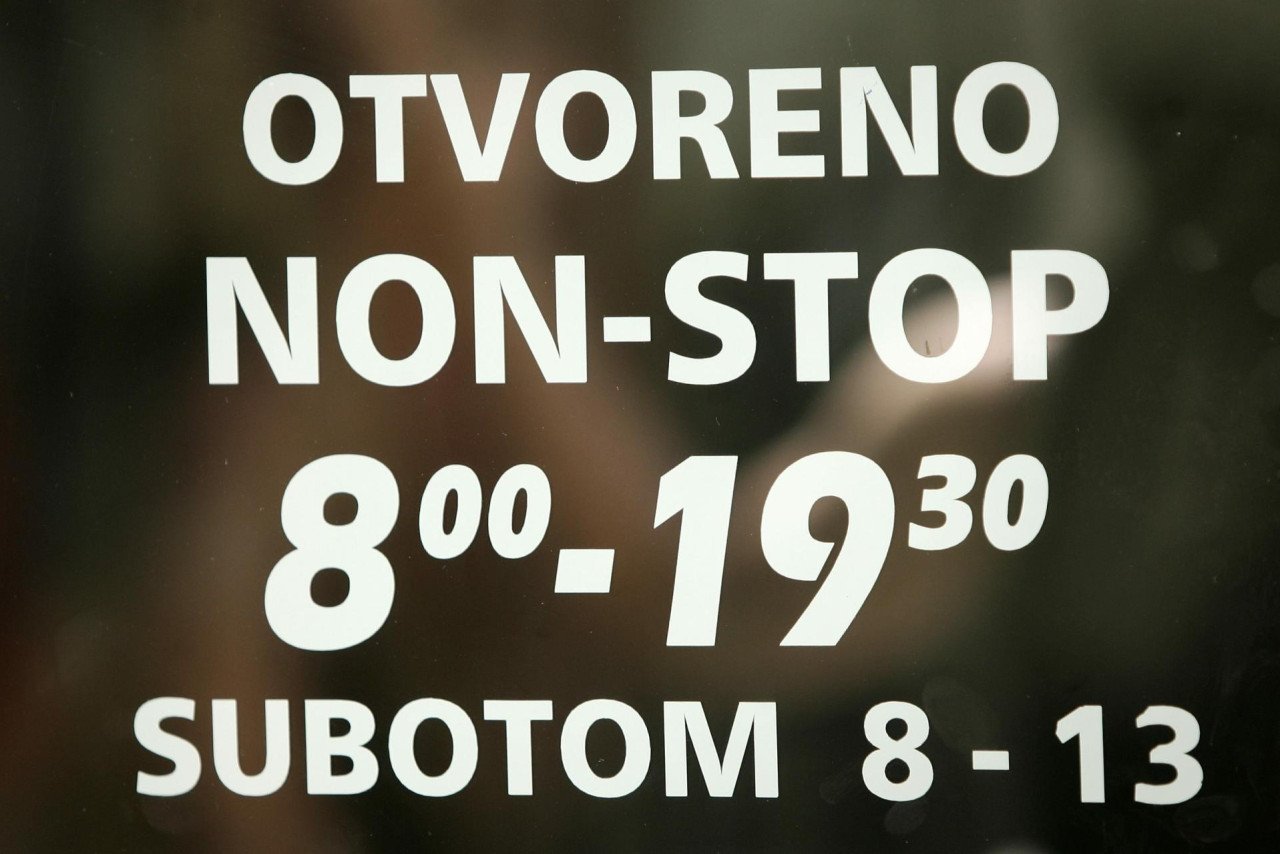 OTVORENO
NON-STOP
8⁰⁰-19³⁰
SUBOTOM 8 - 13